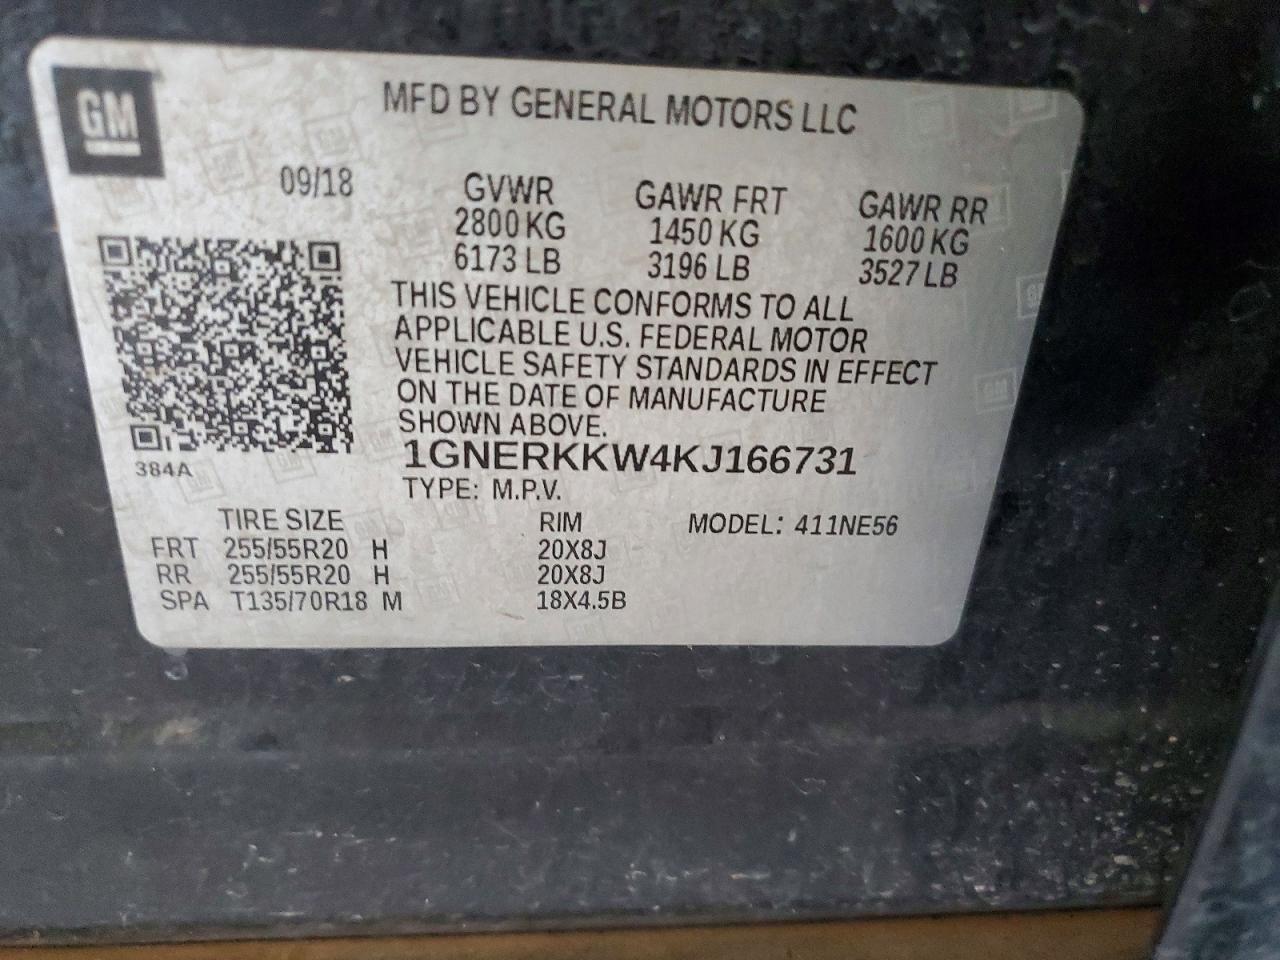 GM
MFD BY GENERAL MOTORS LLC
09/18
GVWR GAWR FRT GAWR RR
2800 KG 1450 KG 1600 KG
6173 LB 3196 LB 3527 LB
THIS VEHICLE CONFORMS TO ALL
APPLICABLE U.S. FEDERAL MOTOR
VEHICLE SAFETY STANDARDS IN EFFECT
ON THE DATE OF MANUFACTURE
SHOWN ABOVE.
384A
1GNERKKW4KJ166731
TYPE: M.P.V.
TIRE SIZE RIM MODEL: 411NE56
FRT 255/55R20 H 20X8J
RR 255/55R20 H 20X8J
SPA T135/70R18 M 18X4.5B